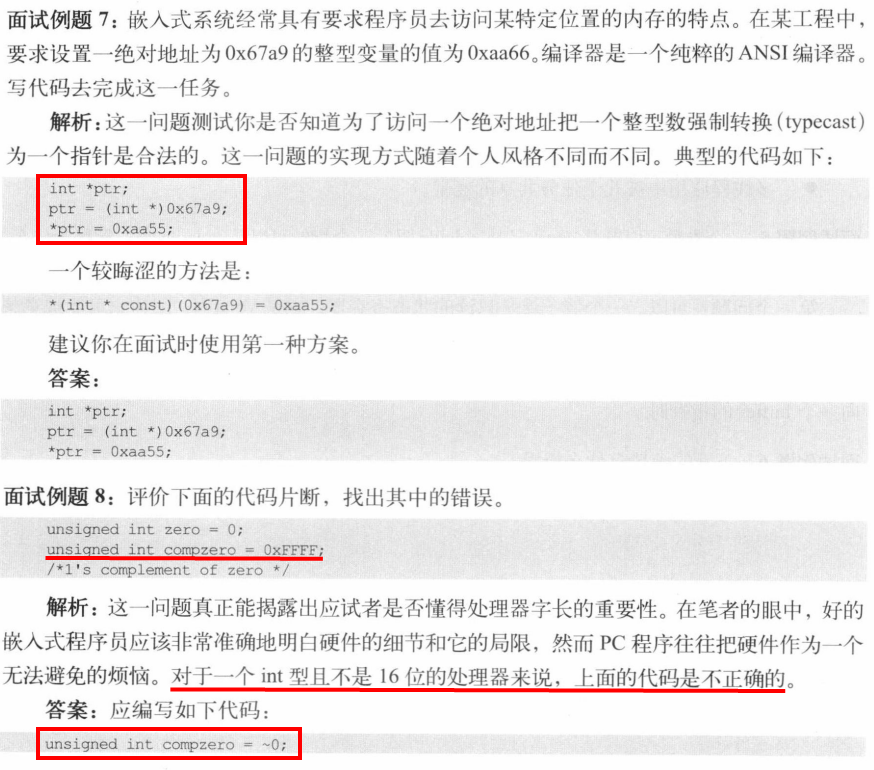 面试例题 7：嵌入式系统经常具有要求程序员去访问某特定位置的内存的特点。在某工程中，
要求设置一绝对地址为0x67a9的整型变量的值为0xaa66。编译器是一个纯粹的 ANSI 编译器。
写代码去完成这一任务。
解析：这一问题测试你是否知道为了访问一个绝对地址把一个整型数强制转换（typecast）
为一个指针是合法的。这一问题的实现方式随着个人风格不同而不同。典型的代码如下：
int *ptr;
ptr = (int *)0x67a9;
*ptr = 0xaa55;
一个较晦涩的方法是：
*(int * const)(0x67a9) = 0xaa55;
建议你在面试时使用第一种方案。
答案：
int *ptr;
ptr = (int *)0x67a9;
*ptr = 0xaa55;
面试例题 8：评价下面的代码片断，找出其中的错误。
unsigned int zero = 0;
unsigned int compzero = 0xFFFF;
/*1's complement of zero */
解析：这一问题真正能揭露出应试者是否懂得处理器字长的重要性。在笔者的眼中，好的
嵌入式程序员应该非常准确地明白硬件的细节和它的局限，然而 PC 程序往往把硬件作为一个
无法避免的烦恼。对于一个 int 型且不是 16 位的处理器来说，上面的代码是不正确的。
答案：应编写如下代码：
unsigned int compzero = ~0;